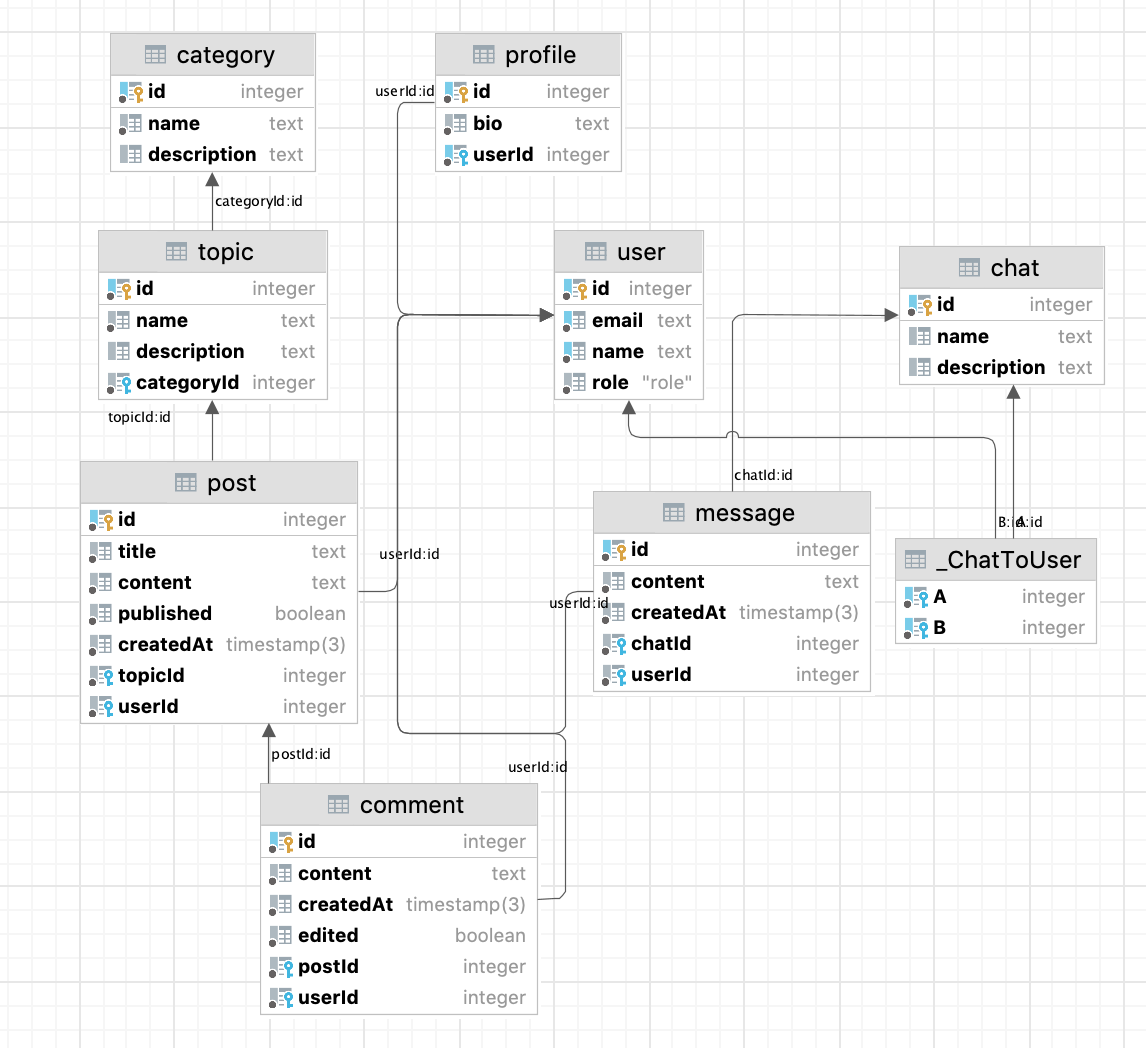 category
id integer
name text
description text
profile
id integer
bio text
userId integer
userId:id
categoryId:id
topic
id integer
name text
description text
categoryId integer
user
id integer
email text
name text
role "role"
chat
id integer
name text
description text
topicId:id
post
id integer
title text
content text
published boolean
createdAt timestamp(3)
topicId integer
userId integer
userId:id
chatId:id
message
id integer
content text
createdAt timestamp(3)
chatId integer
userId integer
userId:id
B:id
A:id
_ChatToUser
A integer
B integer
postId:id
userId:id
comment
id integer
content text
createdAt timestamp(3)
edited boolean
postId integer
userId integer